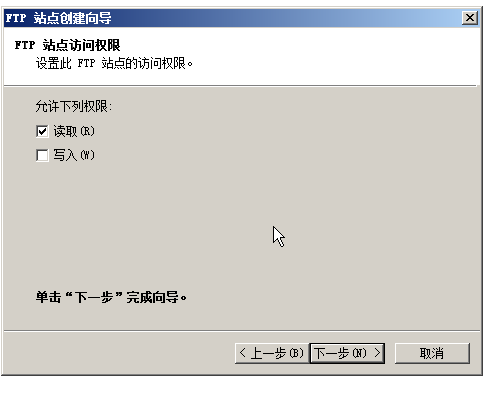 FTP 站点创建向导
FTP 站点访问权限
设置此 FTP 站点的访问权限。
允许下列权限:
读取(R)
写入(W)
单击“下一步”完成向导。
< 上一步(B) 下一步(N) > 取消